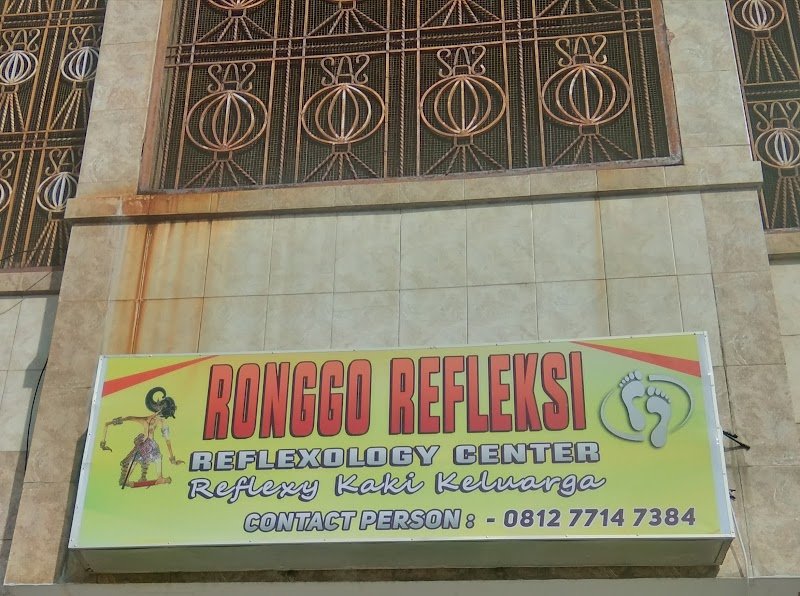 RONGGO REFLEKSI
REFLEXOLOGY CENTER
Reflexy Kaki Keluarga
CONTACT PERSON : - 0812 7714 7384